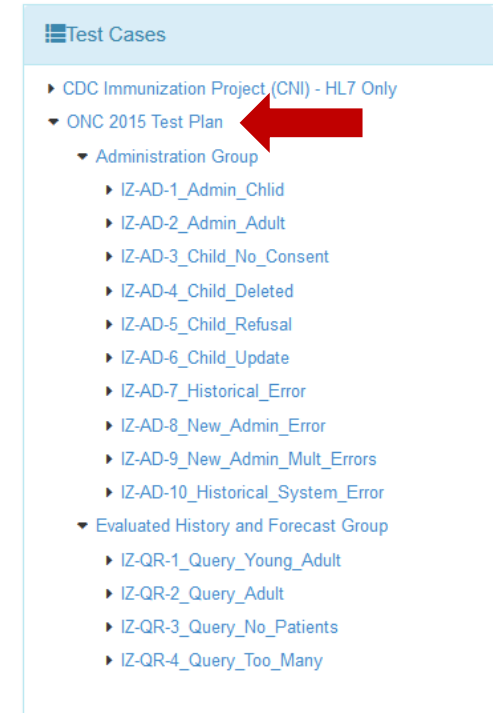 Test Cases
CDC Immunization Project (CNI) - HL7 Only
ONC 2015 Test Plan
Administration Group
IZ-AD-1_Admin_Chlid
IZ-AD-2_Admin_Adult
IZ-AD-3_Child_No_Consent
IZ-AD-4_Child_Deleted
IZ-AD-5_Child_Refusal
IZ-AD-6_Child_Update
IZ-AD-7_Historical_Error
IZ-AD-8_New_Admin_Error
IZ-AD-9_New_Admin_Mult_Errors
IZ-AD-10_Historical_System_Error
Evaluated History and Forecast Group
IZ-QR-1_Query_Young_Adult
IZ-QR-2_Query_Adult
IZ-QR-3_Query_No_Patients
IZ-QR-4_Query_Too_Many